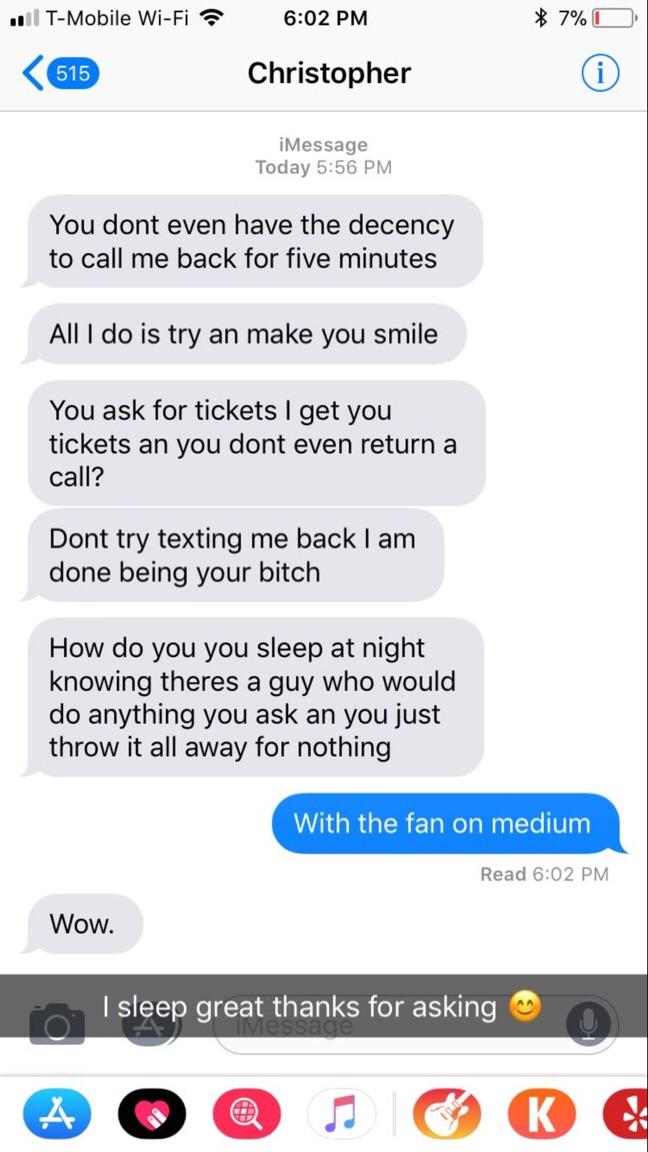 T-Mobile Wi-Fi 6:02 PM 7%
515 Christopher
iMessage
Today 5:56 PM
You dont even have the decency
to call me back for five minutes
All I do is try an make you smile
You ask for tickets I get you
tickets an you dont even return a
call?
Dont try texting me back I am
done being your bitch
How do you you sleep at night
knowing theres a guy who would
do anything you ask an you just
throw it all away for nothing
With the fan on medium
Read 6:02 PM
Wow.
I sleep great thanks for asking 😊
iMessage
K